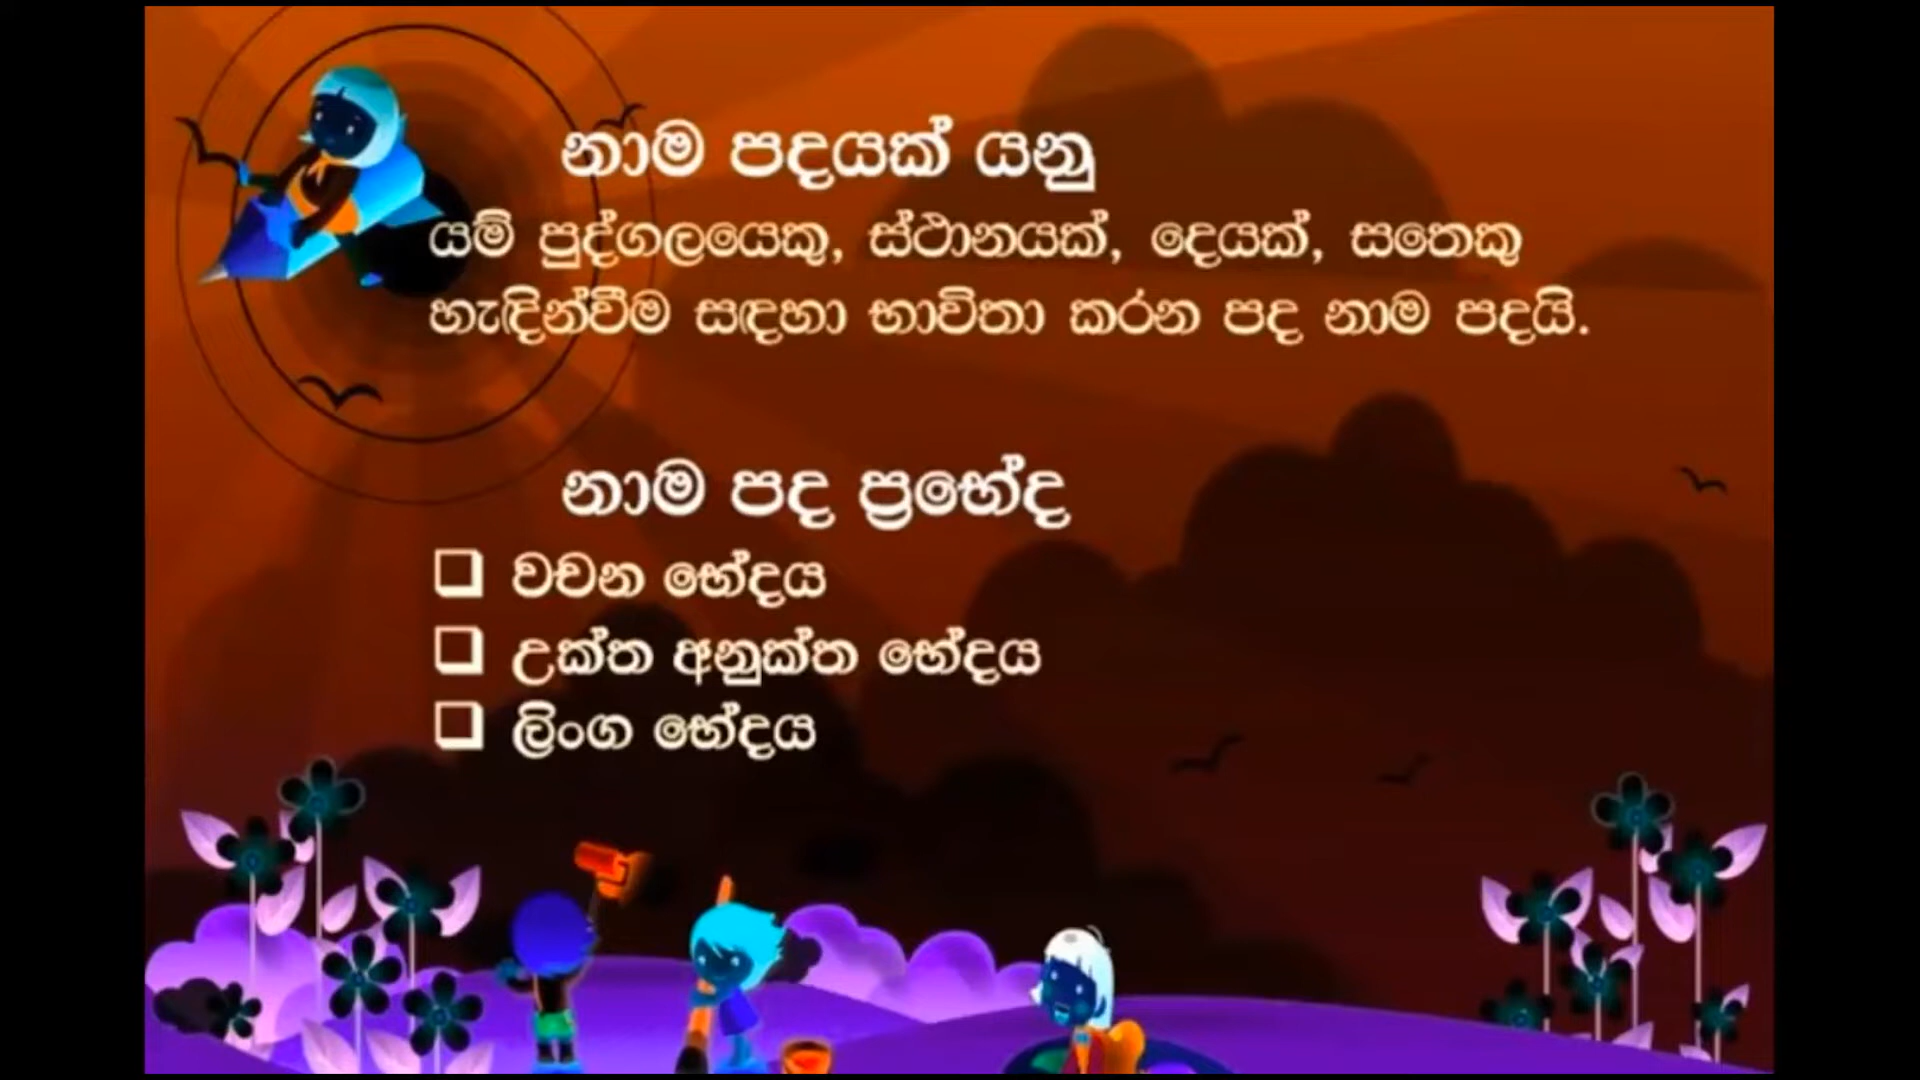 නාම පදයක් යනු
යම් පුද්ගලයෙකු, ස්ථානයක්, දෙයක්, සතෙකු
හැඳින්වීම සඳහා භාවිතා කරන පද නාම පදයි.
නාම පද ප්‍රභේද
❑ වචන භේදය
❑ උක්ත අනුක්ත භේදය
❑ ලිංග භේදය